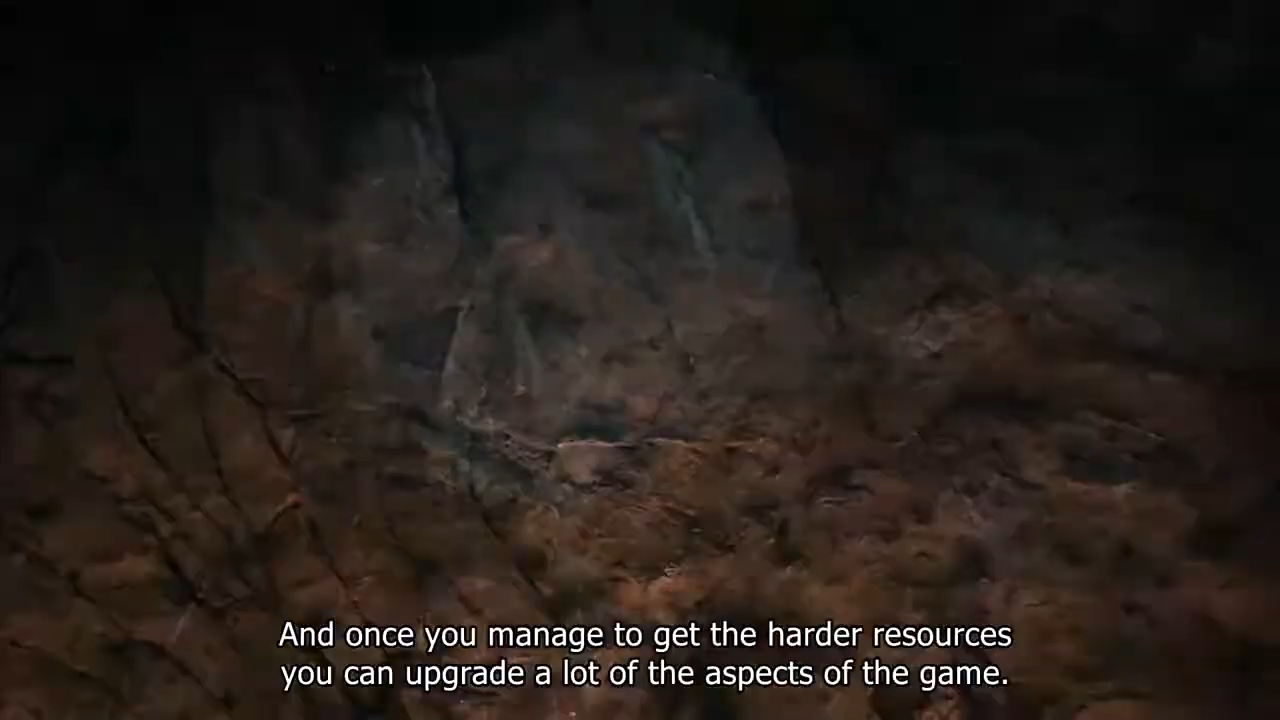 And once you manage to get the harder resources
you can upgrade a lot of the aspects of the game.